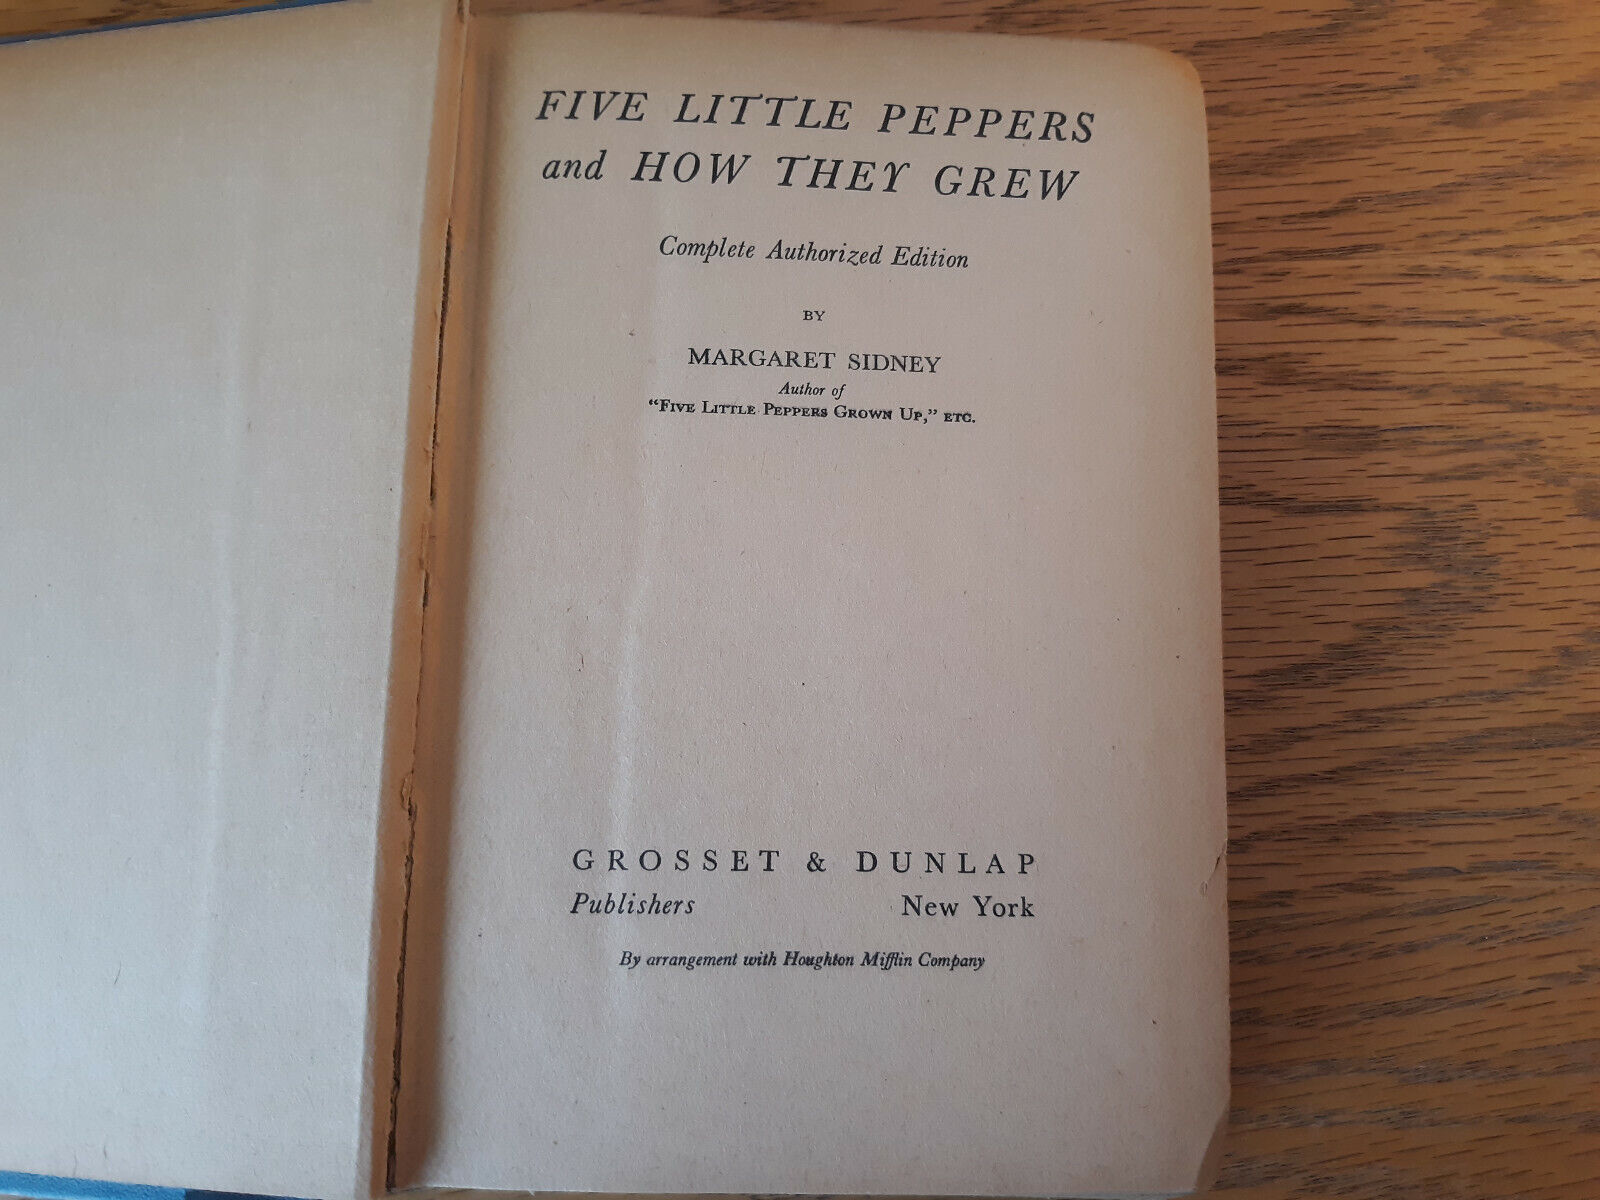 FIVE LITTLE PEPPERS
and HOW THEY GREW
Complete Authorized Edition
BY
MARGARET SIDNEY
Author of
“FIVE LITTLE PEPPERS GROWN UP,” ETC.
GROSSET & DUNLAP
Publishers New York
By arrangement with Houghton Mifflin Company